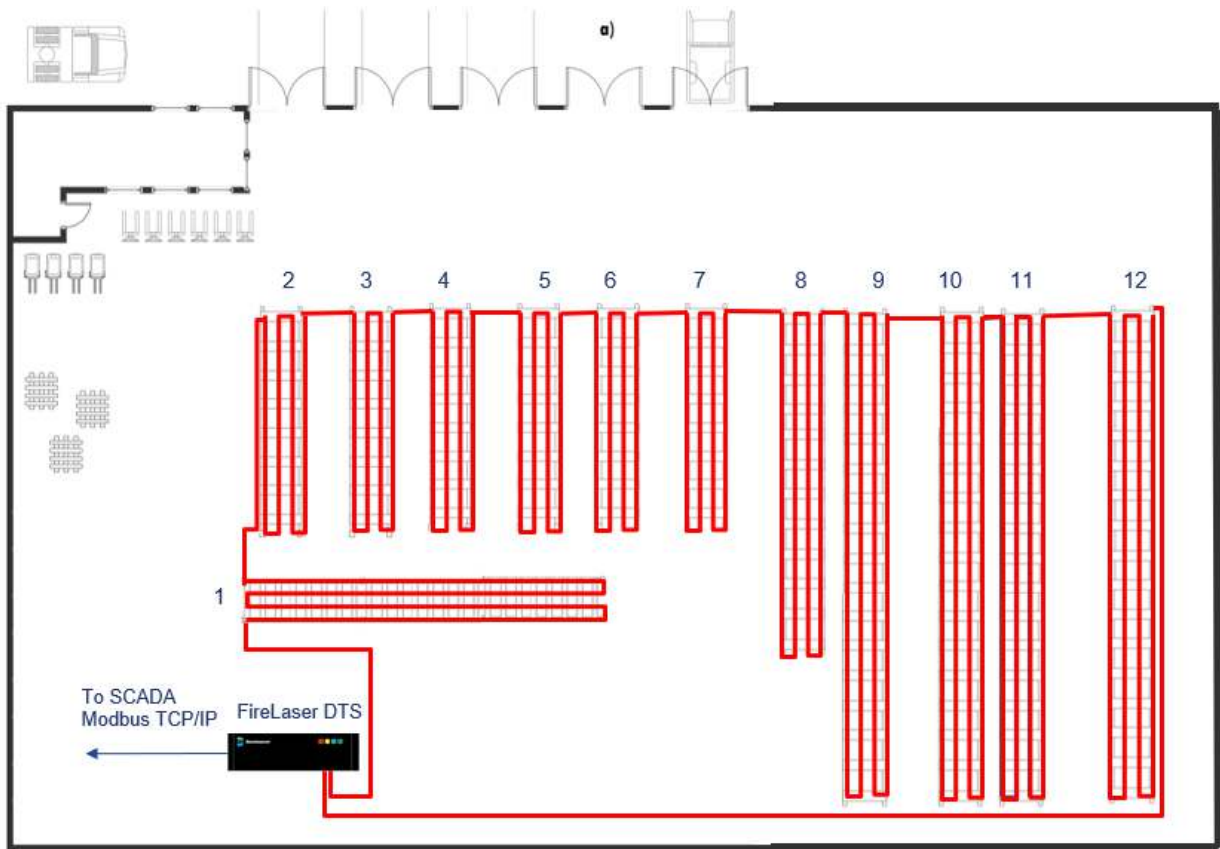 a)
2 3 4 5 6 7 8 9 10 11 12
1
To SCADA
Modbus TCP/IP
FireLaser DTS